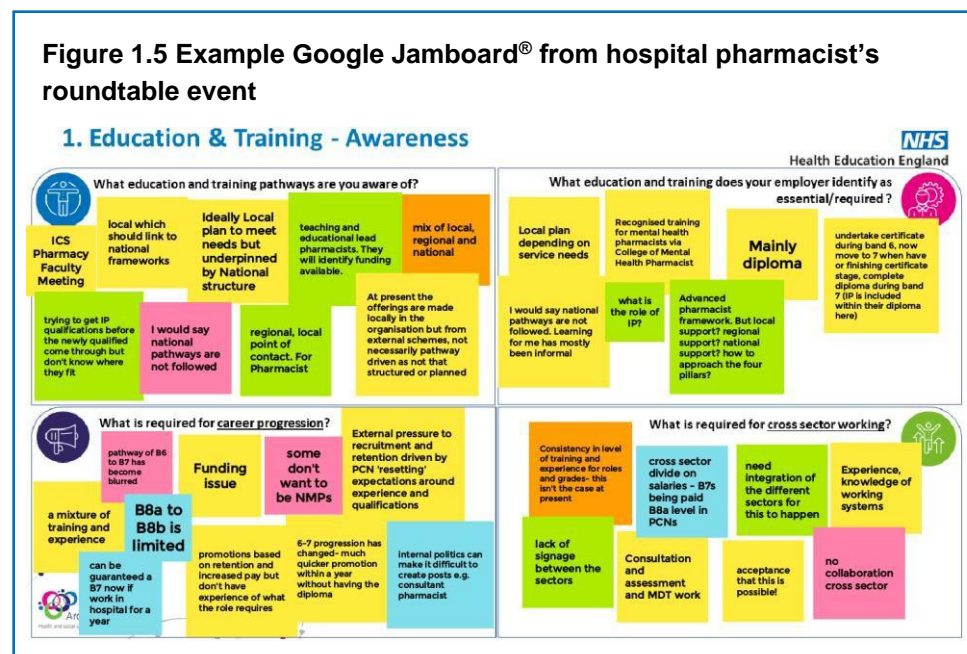 Figure 1.5 Example Google Jamboard® from hospital pharmacist's
roundtable event
1. Education & Training - Awareness
NHS
Health Education England
What education and training pathways are you aware of?
ICS
Pharmacy
Faculty
Meeting
local which
should link to
national
frameworks
Ideally Local
plan to meet
needs but
underpinned
by National
structure
teaching and
educational lead
pharmacists. They
will identify funding
available.
mix of local,
regional and
national
trying to get IP
qualifications before
the newly qualified
come through but
don't know where
they fit
I would say
national
pathways are
not followed
regional, local
point of
contact. For
Pharmacist
At present the
offerings are made
locally in the
organisation but from
external schemes, not
necessarily pathway
driven as not that
structured or planned
What education and training does your employer identify as
essential/required ?
Local plan
depending on
service needs
Recognised training
for mental health
pharmacists via
College of Mental
Health Pharmacist
Mainly
diploma
undertake certificate
during band 6, now
move to 7 when have
or finishing certificate
stage, complete
diploma during band
7 (IP is included
within their diploma
here)
I would say national
pathways are not
followed. Learning
for me has mostly
been informal
what is
the role
of IP?
Advanced
pharmacist
framework. But local
support? regional
support? national
support? how to
approach the four
pillars?
What is required for career progression?
pathway of B6
to B7 has
become
blurred
Funding
issue
some
don't
want to
be NMPs
External pressure to
recruitment and
retention driven by
PCN 'resetting'
expectations around
experience and
qualifications
a mixture of
training and
experience
B8a to
B8b is
limited
can be
guaranteed a
B7 now if
work in
hospital for a
year
promotions based
on retention and
increased pay but
don't have
experience of what
the role requires
6-7 progression has
changed- much
quicker promotion
within a year
without having the
diploma
internal politics can
make it difficult to
create posts e.g.
consultant
pharmacist
What is required for cross sector working?
Consistency in level
of training and
experience for roles
and grades- this
isn't the case at
present
cross sector
divide on
salaries - B7s
being paid
B8a level in
PCNs
need
integration of
the different
sectors for
this to happen
Experience,
knowledge of
working
systems
lack of
signage
between the
sectors
Consultation
and
assessment
and MDT work
acceptance
that this is
possible!
no
collaboration
cross sector